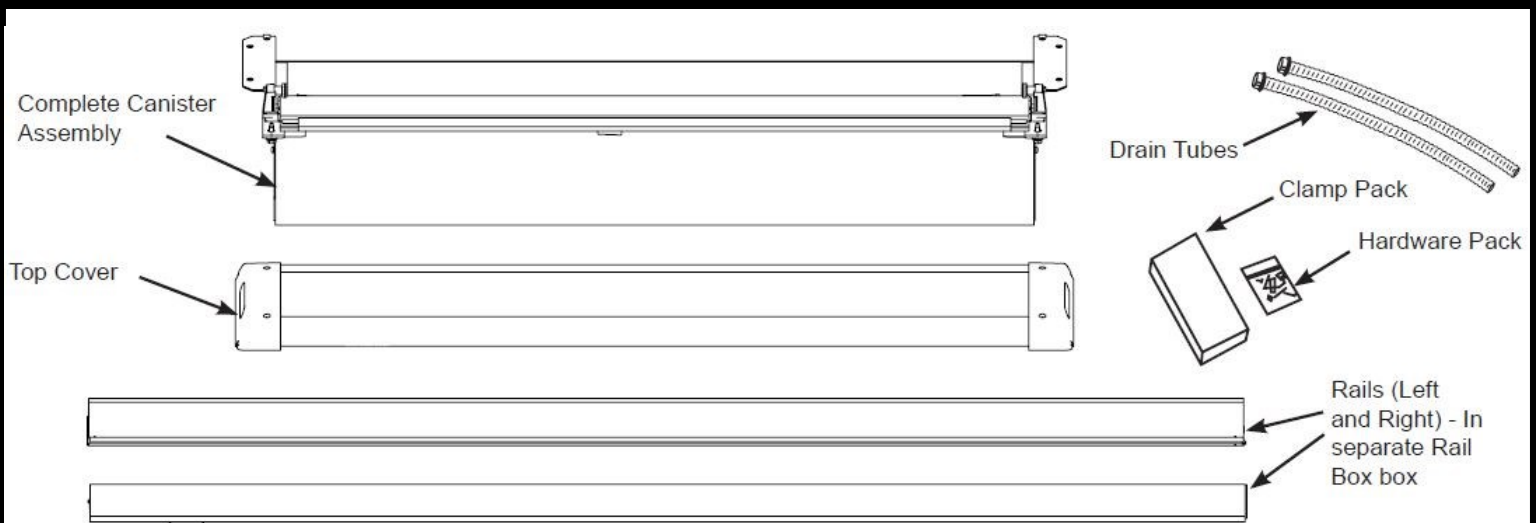 Complete Canister
Assembly
Drain Tubes
Clamp Pack
Hardware Pack
Top Cover
Rails (Left
and Right) - In
separate Rail
Box box